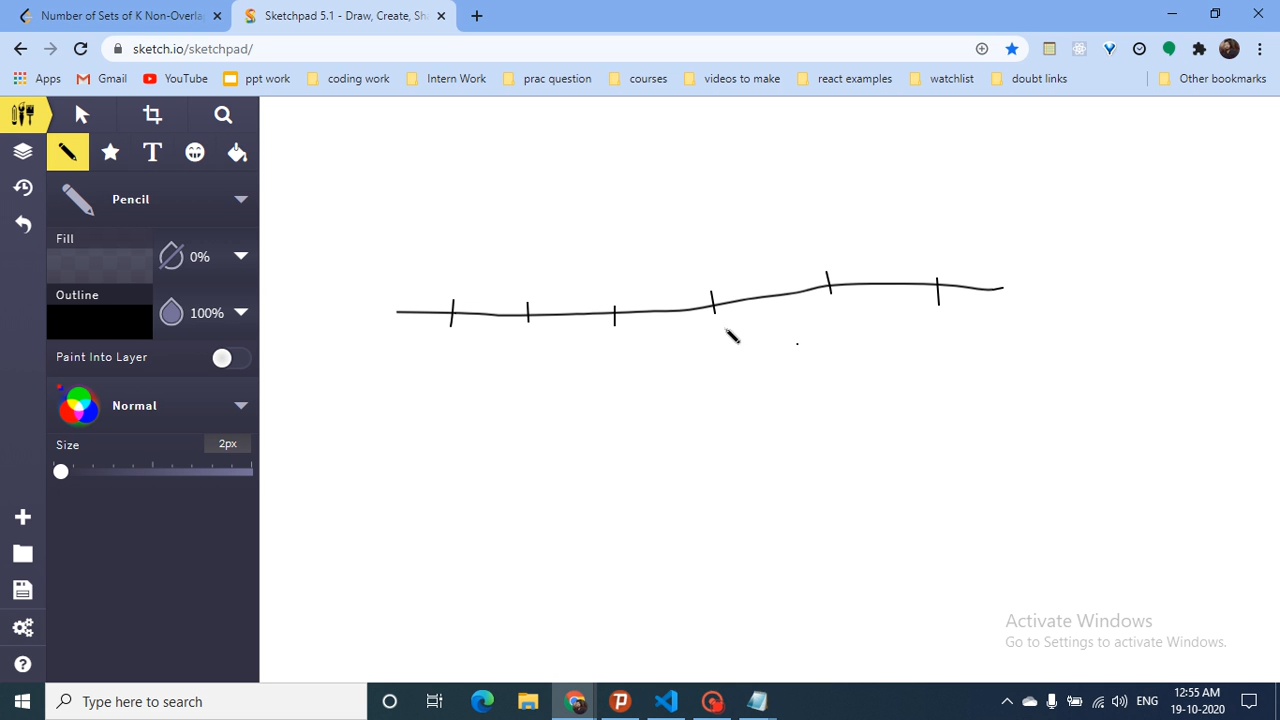 Number of Sets of K Non-Overla
Sketchpad 5.1 - Draw, Create, Sh
sketch.io/sketchpad/
Apps
Gmail
YouTube
ppt work
coding work
Intern Work
prac question
courses
videos to make
react examples
watchlist
doubt links
Other bookmarks
Pencil
Fill
0%
Outline
100%
Paint Into Layer
Normal
Size
2px
Activate Windows
Go to Settings to activate Windows.
Type here to search
ENG
12:55 AM
19-10-2020